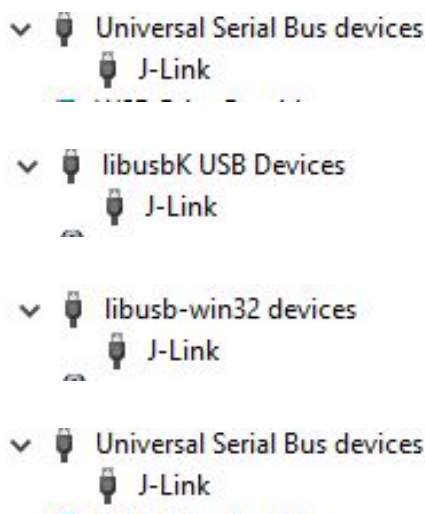 Universal Serial Bus devices
J-Link
libusbK USB Devices
J-Link
libusb-win32 devices
J-Link
Universal Serial Bus devices
J-Link